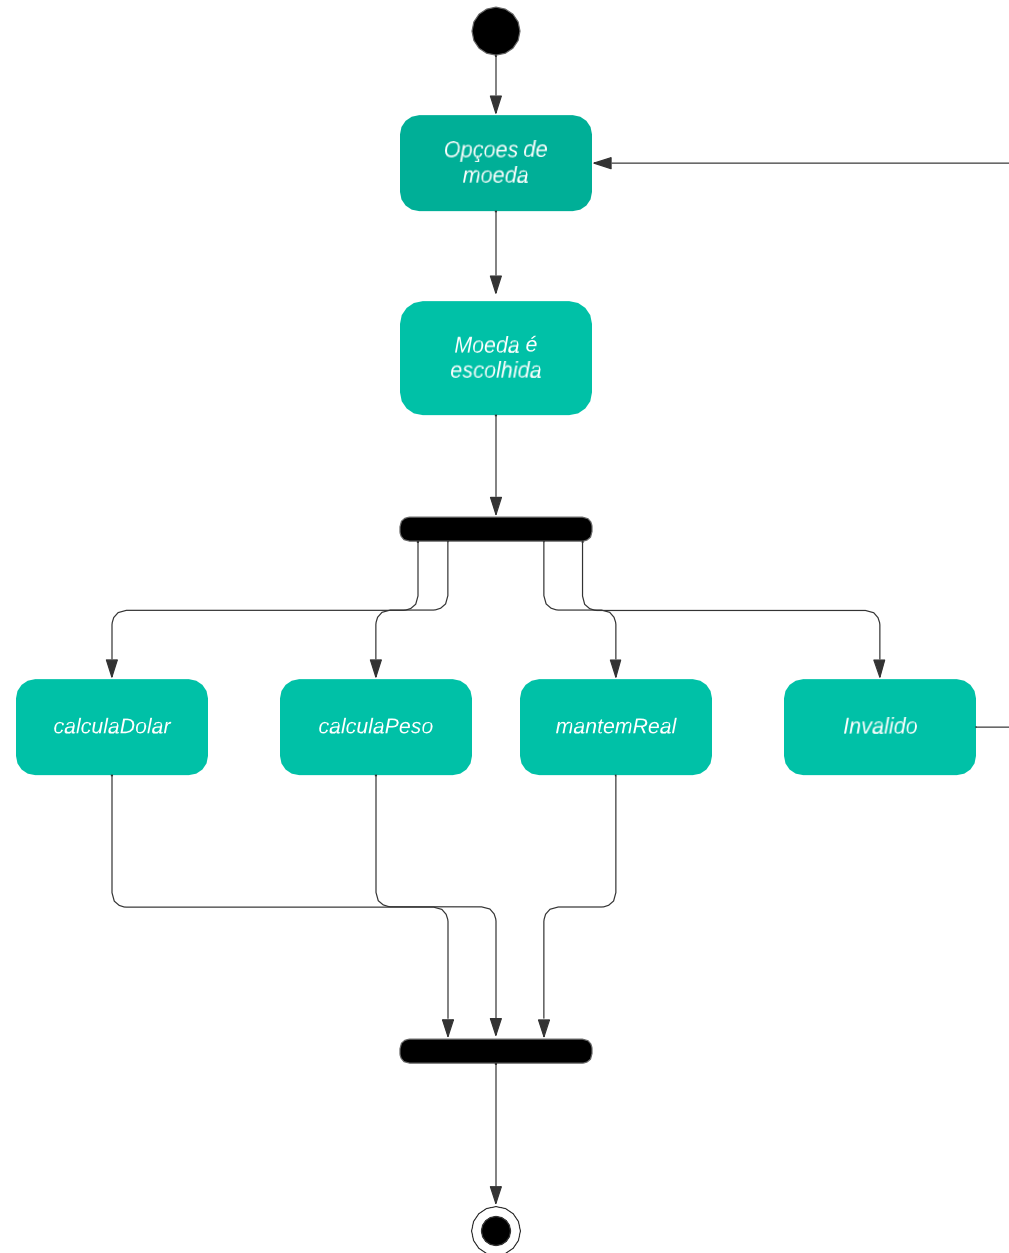 Opçoes de
moeda
Moeda é
escolhida
calculaDolar
calculaPeso
mantemReal
Invalido